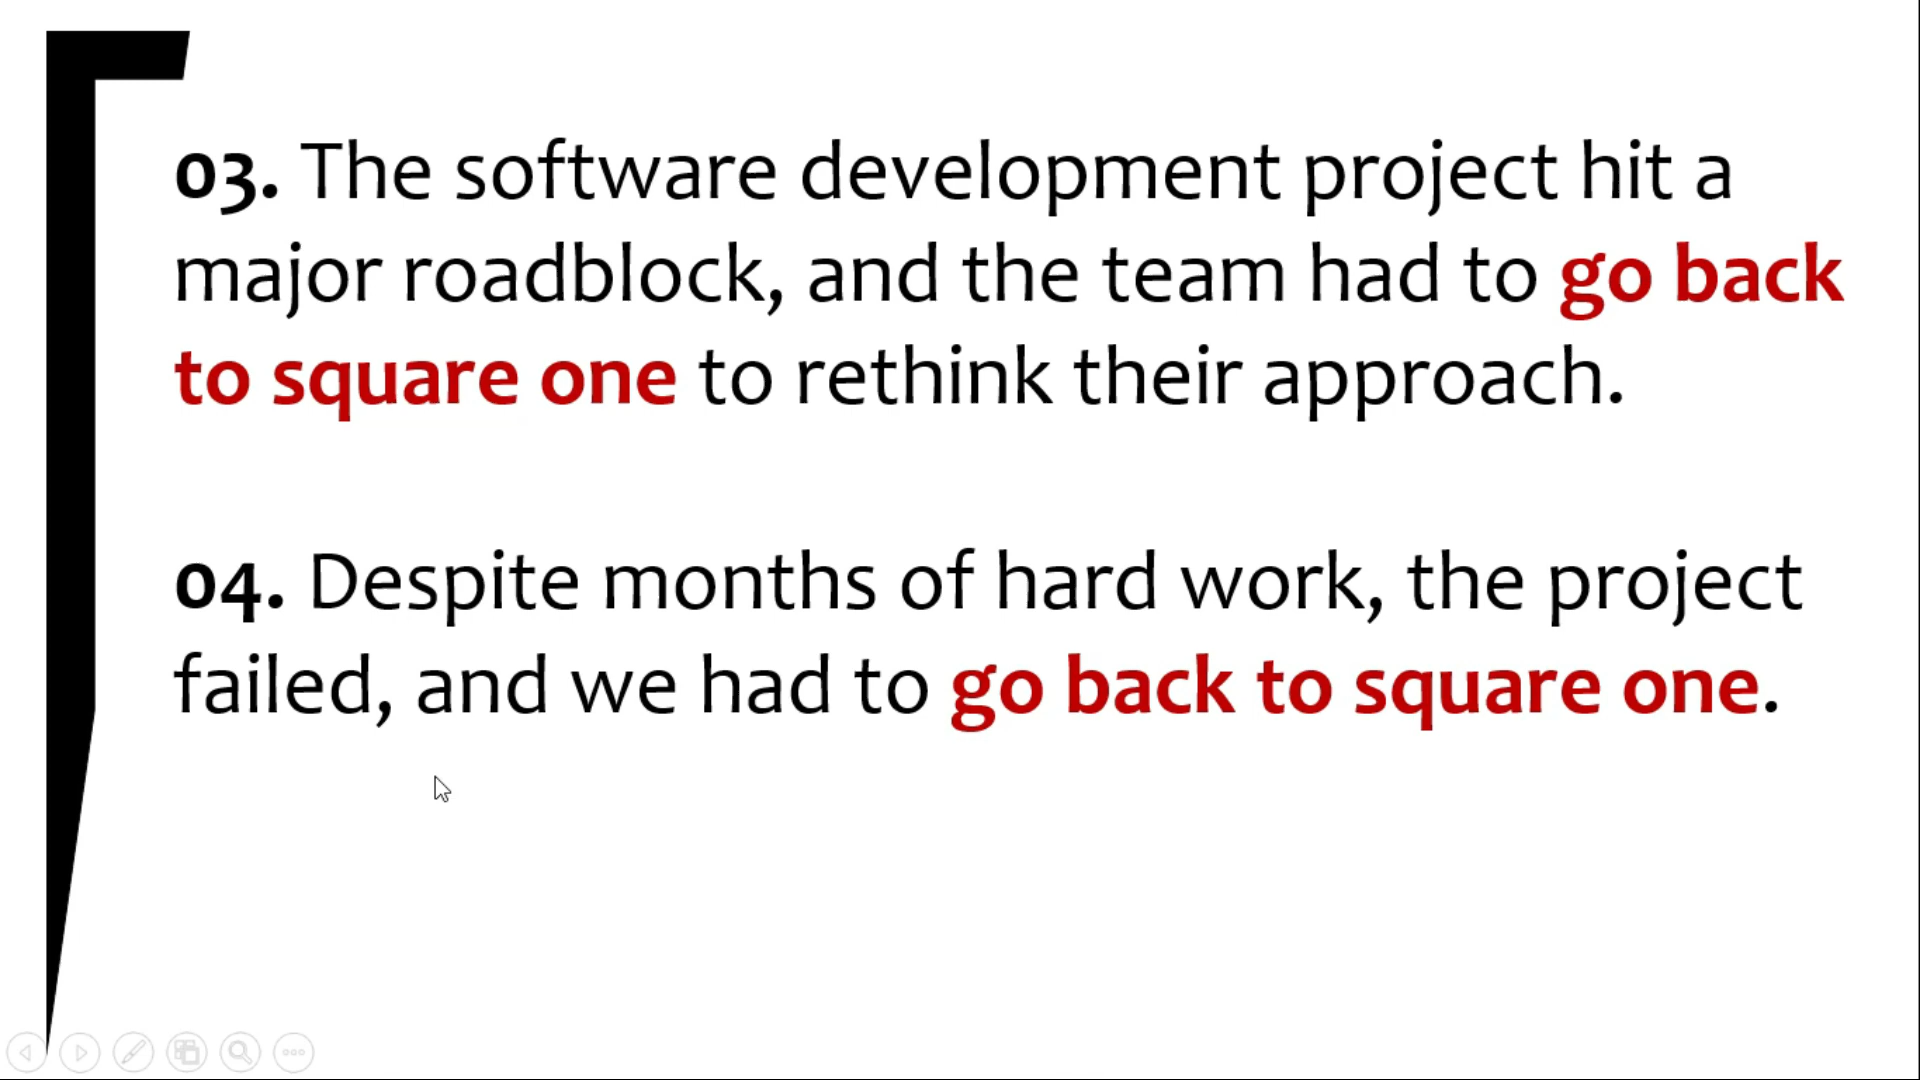 03. The software development project hit a
major roadblock, and the team had to go back
to square one to rethink their approach.
04. Despite months of hard work, the project
failed, and we had to go back to square one.